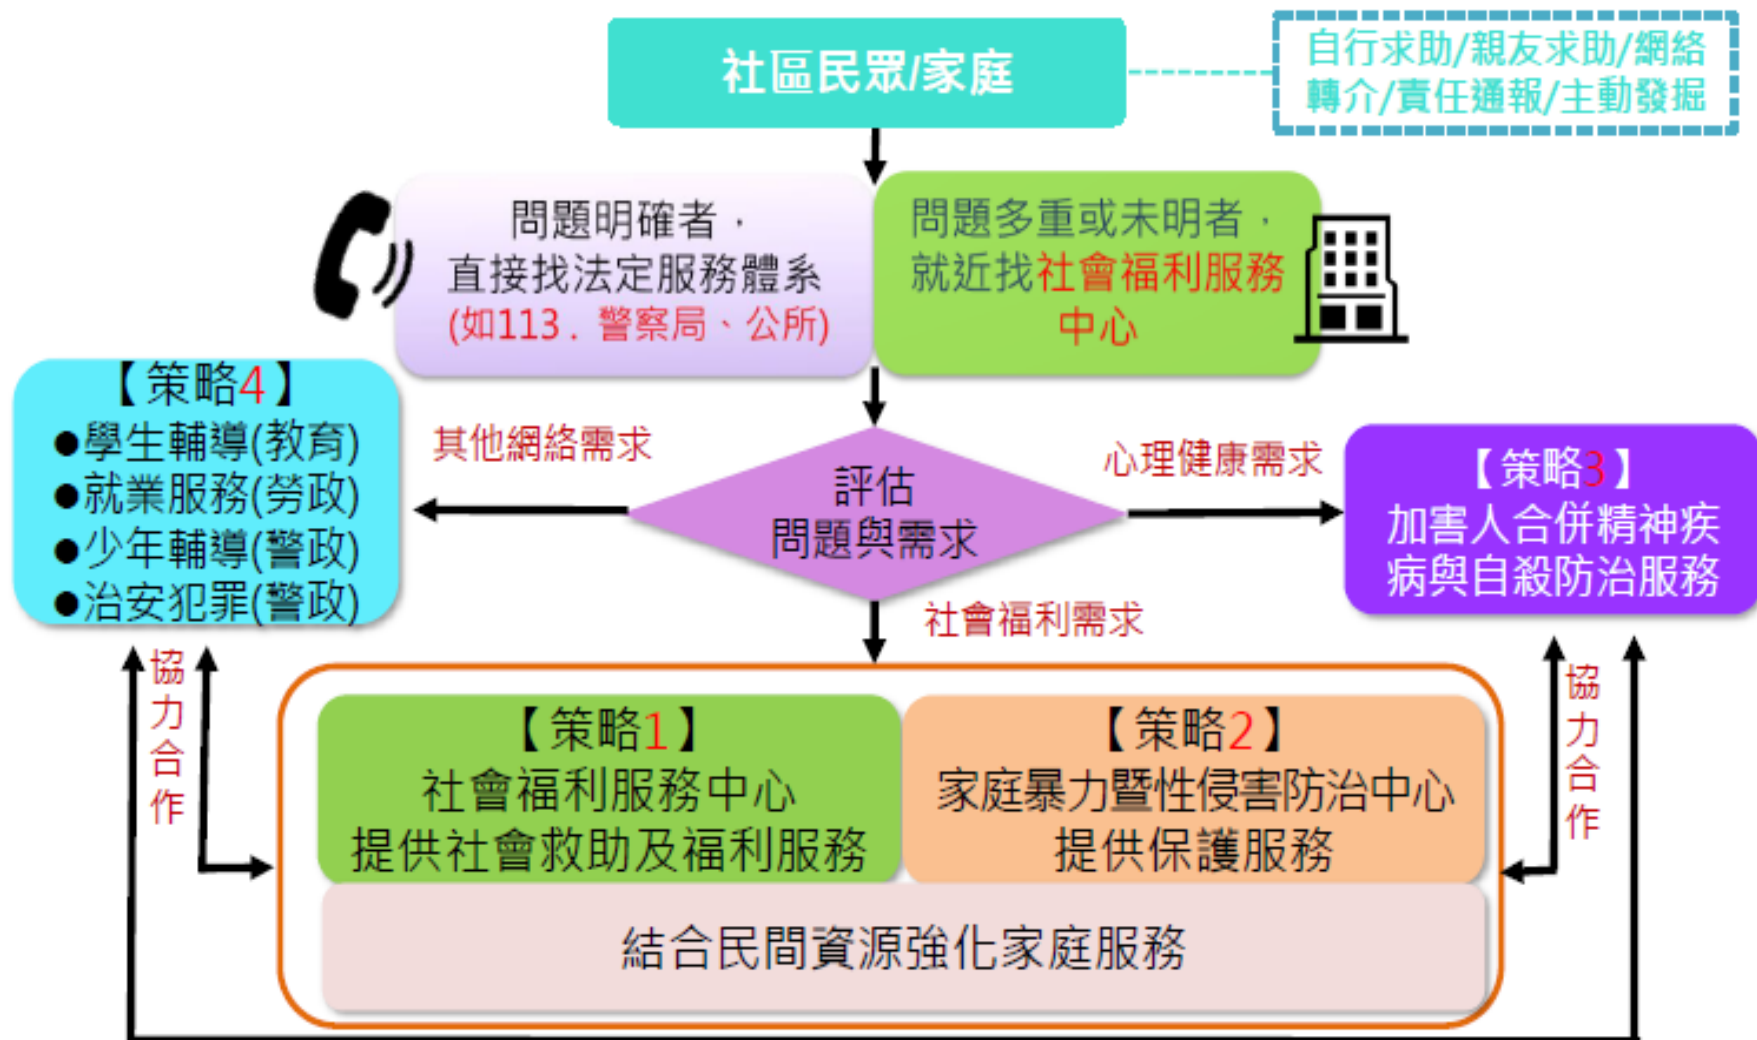 社區民眾/家庭
自行求助/親友求助/網絡
轉介/責任通報/主動發掘
問題明確者，
直接找法定服務體系
(如113．警察局、公所)
問題多重或未明者，
就近找社會福利服務
中心
【策略4】
●學生輔導(教育)
●就業服務(勞政)
●少年輔導(警政)
●治安犯罪(警政)
其他網絡需求
評估
問題與需求
心理健康需求
【策略3】
加害人合併精神疾
病與自殺防治服務
社會福利需求
協力合作
【策略1】
社會福利服務中心
提供社會救助及福利服務
【策略2】
家庭暴力暨性侵害防治中心
提供保護服務
協力合作
結合民間資源強化家庭服務